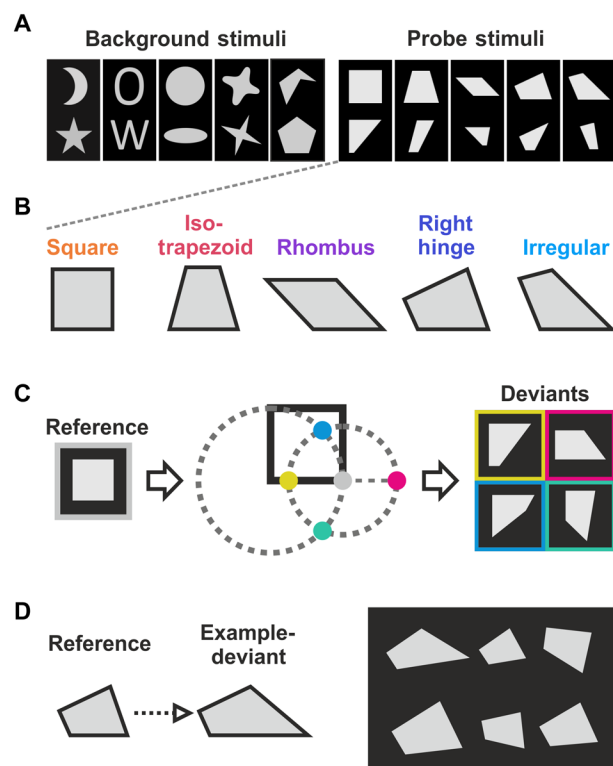 A
Background stimuli
Probe stimuli
O
W
B
Square
Iso-
trapezoid
Rhombus
Right
hinge
Irregular
C
Reference
Deviants
D
Reference
Example-
deviant